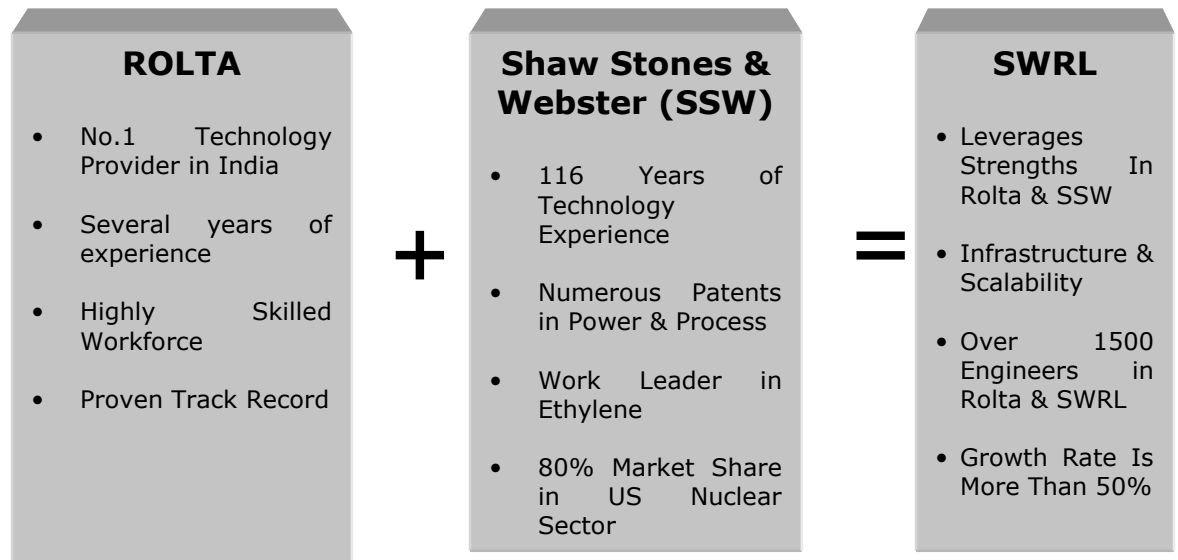 ROLTA
• No.1 Technology
Provider in India
• Several years of
experience
• Highly Skilled
Workforce
• Proven Track Record
+
Shaw Stones &
Webster (SSW)
• 116 Years of
Technology
Experience
• Numerous Patents
in Power & Process
• Work Leader in
Ethylene
• 80% Market Share
in US Nuclear
Sector
=
SWRL
• Leverages
Strengths In
Rolta & SSW
• Infrastructure &
Scalability
• Over 1500
Engineers in
Rolta & SWRL
• Growth Rate Is
More Than 50%